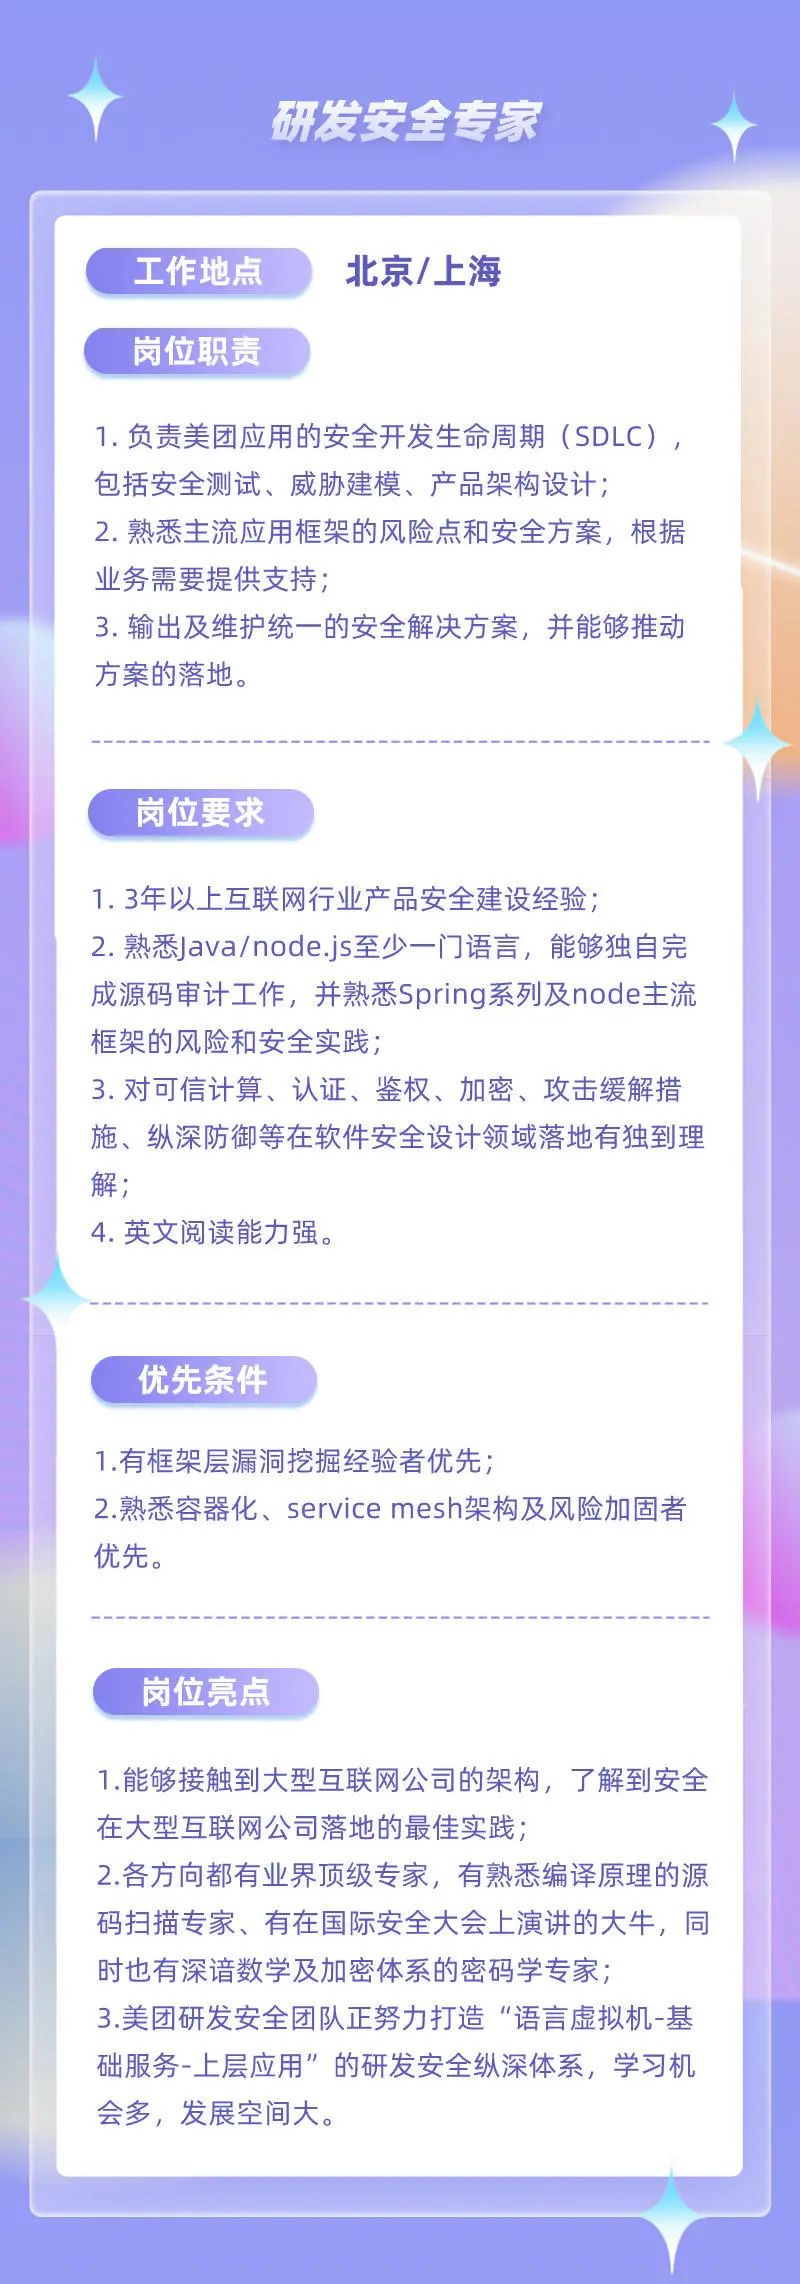 研发安全专家
工作地点 北京/上海
岗位职责
1. 负责美团应用的安全开发生命周期（SDLC），
包括安全测试、威胁建模、产品架构设计；
2. 熟悉主流应用框架的风险点和安全方案，根据
业务需要提供支持；
3. 输出及维护统一的安全解决方案，并能够推动
方案的落地。
岗位要求
1. 3年以上互联网行业产品安全建设经验；
2. 熟悉Java/node.js至少一门语言，能够独自完
成源码审计工作，并熟悉Spring系列及node主流
框架的风险和安全实践；
3. 对可信计算、认证、鉴权、加密、攻击缓解措
施、纵深防御等在软件安全设计领域落地有独到理
解；
4. 英文阅读能力强。
优先条件
1.有框架层漏洞挖掘经验者优先；
2.熟悉容器化、service mesh架构及风险加固者
优先。
岗位亮点
1.能够接触到大型互联网公司的架构，了解到安全
在大型互联网公司落地的最佳实践；
2.各方向都有业界顶级专家，有熟悉编译原理的源
码扫描专家、有在国际安全大会上演讲的大牛，同
时也有深谙数学及加密体系的密码学专家；
3.美团研发安全团队正努力打造“语言虚拟机-基
础服务-上层应用”的研发安全纵深体系，学习机
会多，发展空间大。